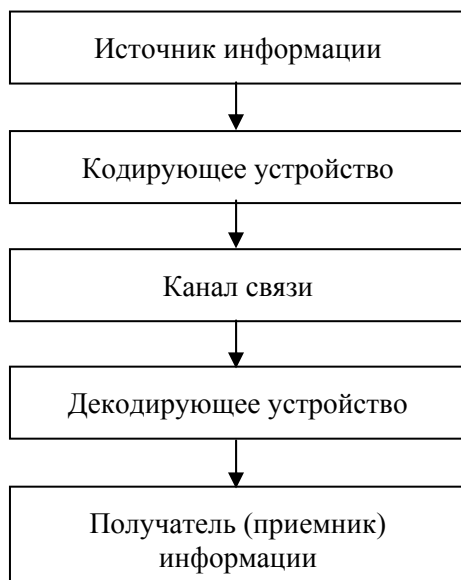 Источник информации
Кодирующее устройство
Канал связи
Декодирующее устройство
Получатель (приемник)
информации